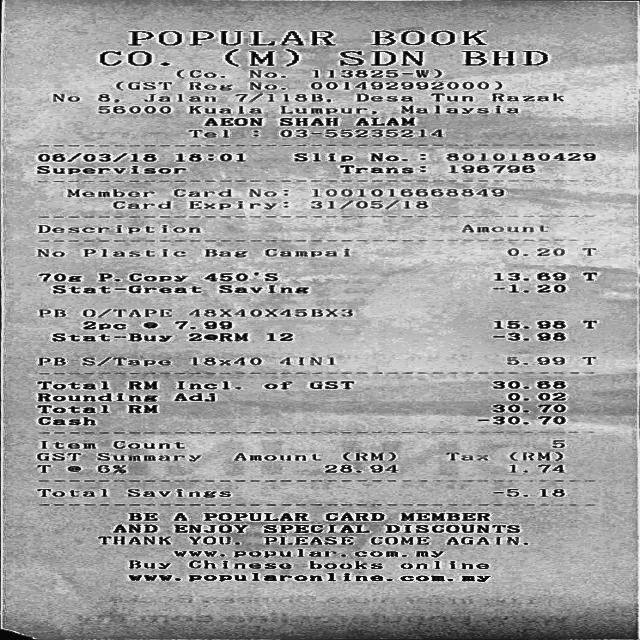 POPULAR BOOK
CO. (M) SDN BHD
(Co. No. 113825-W)
(GST Reg No. 001492992000)
No 8, Jalan 7/118B, Desa Tun Razak
56000 Kuala Lumpur, Malaysia
AEON SHAH ALAM
Tel : 03-55235214
06/03/18 18:01 Slip No.: 8010180429
Supervisor Trans: 196796
Member Card No: 1001016668849
Card Expiry: 31/05/18
Description Amount
No Plastic Bag Campai 0.20 T
70g P.Copy 450'S 13.69 T
Stat-Great Saving -1.20
PB O/TAPE 48X40X45BX3
2pc @ 7.99 15.98 T
Stat-Buy 2@RM 12 -3.98
PB S/Tape 18x40 4IN1 5.99 T
Total RM Incl. of GST 30.68
Rounding Adj 0.02
Total RM 30.70
Cash -30.70
Item Count 5
GST Summary Amount (RM) Tax (RM)
T @ 6% 28.94 1.74
Total Savings -5.18
BE A POPULAR CARD MEMBER
AND ENJOY SPECIAL DISCOUNTS
THANK YOU. PLEASE COME AGAIN.
www.popular.com.my
Buy Chinese books online
www.popularonline.com.my